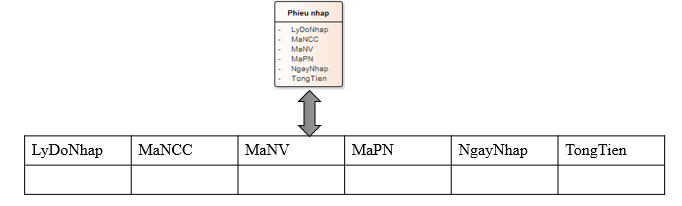 Phieu nhap
- LyDoNhap
- MaNCC
- MaNV
- MaPN
- NgayNhap
- TongTien
LyDoNhap MaNCC MaNV MaPN NgayNhap TongTien